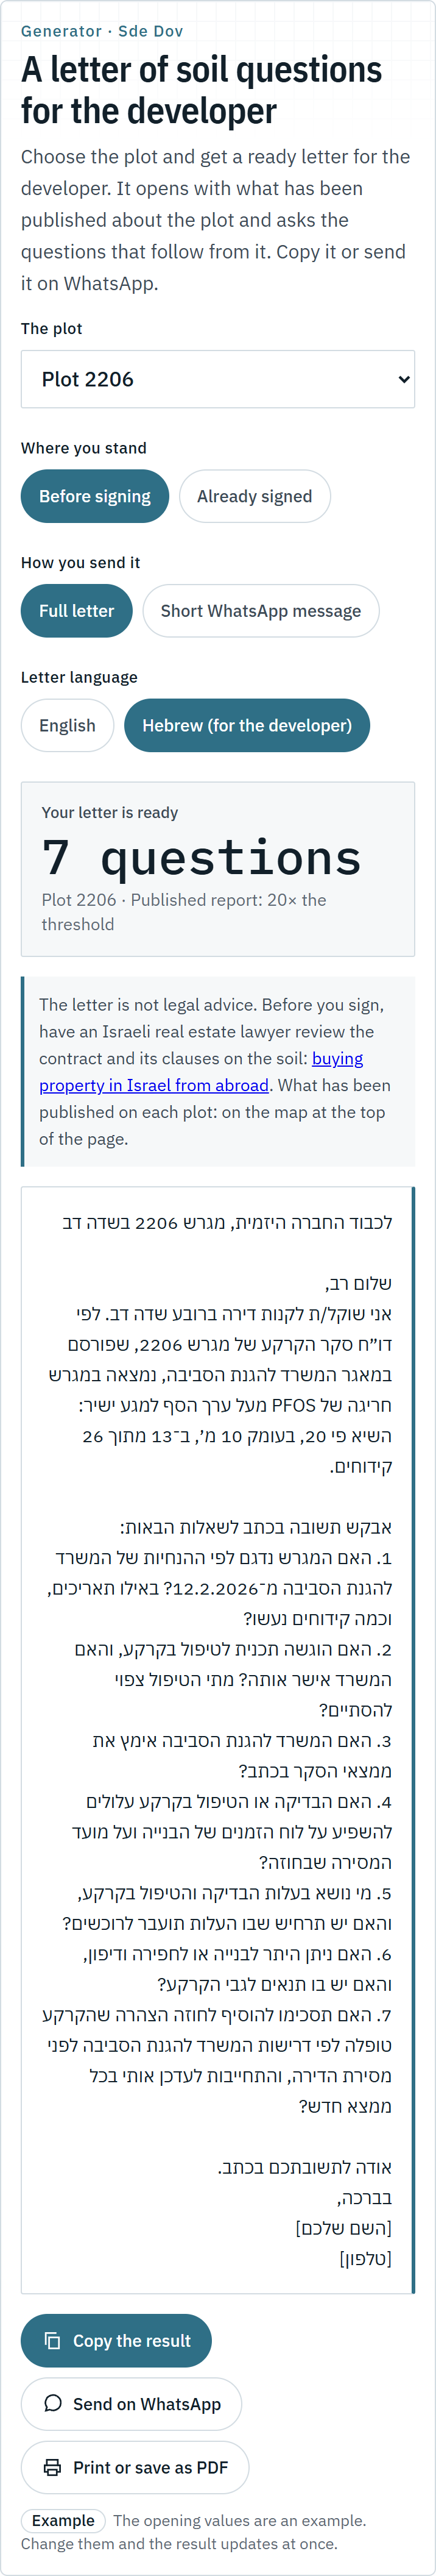 Generator · Sde Dov
A letter of soil questions
for the developer
Choose the plot and get a ready letter for the
developer. It opens with what has been
published about the plot and asks the
questions that follow from it. Copy it or send
it on WhatsApp.
The plot
Plot 2206
Where you stand
Before signing
Already signed
How you send it
Full letter
Short WhatsApp message
Letter language
English
Hebrew (for the developer)
Your letter is ready
7 questions
Plot 2206 · Published report: 20× the
threshold
The letter is not legal advice. Before you sign,
have an Israeli real estate lawyer review the
contract and its clauses on the soil: buying
property in Israel from abroad. What has been
published on each plot: on the map at the top
of the page.
לכבוד החברה היזמית, מגרש 2206 בשדה דב
שלום רב,
אני שוקל/ת לקנות דירה ברובע שדה דב. לפי
דו״ח סקר הקרקע של מגרש 2206, שפורסם
במאגר המשרד להגנת הסביבה, נמצאה במגרש
חריגה של PFOS מעל ערך הסף למגע ישיר:
השיא פי 20, בעומק 10 מ׳, ב־13 מתוך 26
קידוחים.
אבקש תשובה בכתב לשאלות הבאות:
1. האם המגרש נדגם לפי ההנחיות של המשרד
להגנת הסביבה מ־12.2.2026? באילו תאריכים,
וכמה קידוחים נעשו?
2. האם הוגשה תכנית לטיפול בקרקע, והאם
המשרד אישר אותה? מתי הטיפול צפוי
להסתיים?
3. האם המשרד להגנת הסביבה אימץ את
ממצאי הסקר בכתב?
4. האם הבדיקה או הטיפול בקרקע עלולים
להשפיע על לוח הזמנים של הבנייה ועל מועד
המסירה שבחוזה?
5. מי נושא בעלות הבדיקה והטיפול בקרקע,
והאם יש תרחיש שבו העלות תועבר לרוכשים?
6. האם ניתן היתר לבנייה או לחפירה ודיפון,
והאם יש בו תנאים לגבי הקרקע?
7. האם תסכימו להוסיף לחוזה הצהרה שהקרקע
טופלה לפי דרישות המשרד להגנת הסביבה לפני
מסירת הדירה, והתחייבות לעדכן אותי בכל
ממצא חדש?
אודה לתשובתכם בכתב.
בברכה,
[השם שלכם]
[טלפון]
Copy the result
Send on WhatsApp
Print or save as PDF
Example The opening values are an example.
Change them and the result updates at once.